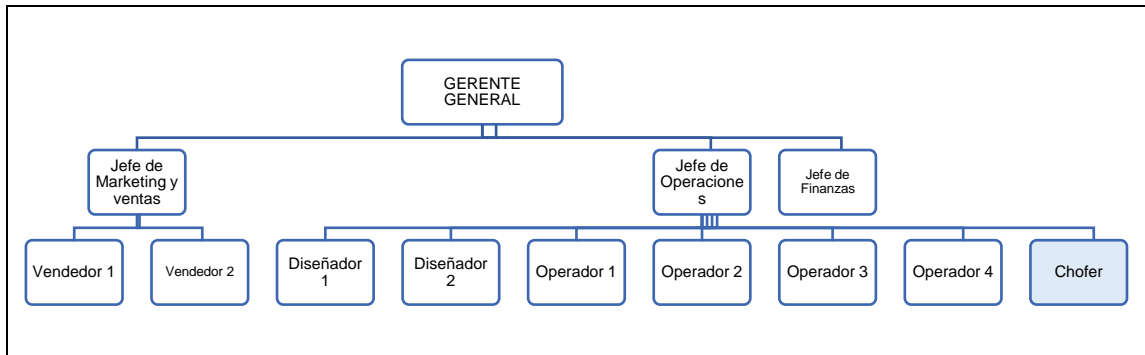 GERENTE
GENERAL
Jefe de
Marketing y
ventas
Jefe de
Operacione
s
Jefe de
Finanzas
Vendedor 1
Vendedor 2
Diseñador
1
Diseñador
2
Operador 1
Operador 2
Operador 3
Operador 4
Chofer